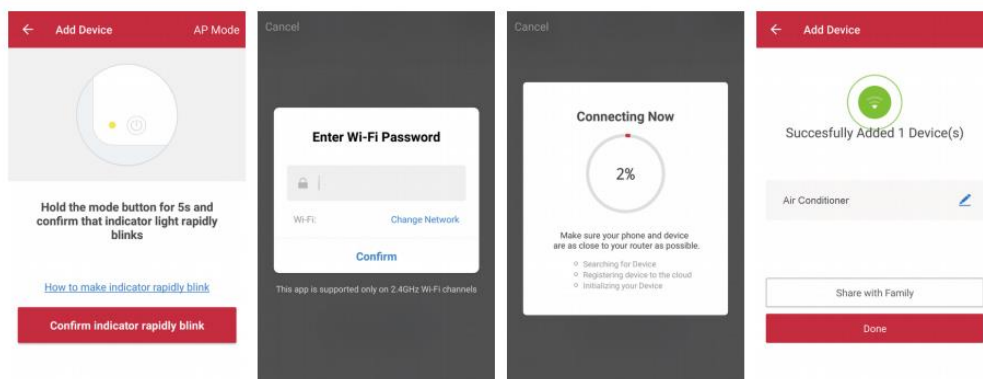 Add Device
AP Mode
Hold the mode button for 5s and
confirm that indicator light rapidly
blinks
How to make indicator rapidly blink
Confirm indicator rapidly blink
Cancel
Enter Wi-Fi Password
Wi-Fi:
Change Network
Confirm
This app is supported only on 2.4GHz Wi-Fi channels
Cancel
Connecting Now
2%
Make sure your phone and device
are as close to your router as possible.
Searching for Device
Registering device to the cloud
Initializing your Device
Add Device
Succesfully Added 1 Device(s)
Air Conditioner
Share with Family
Done